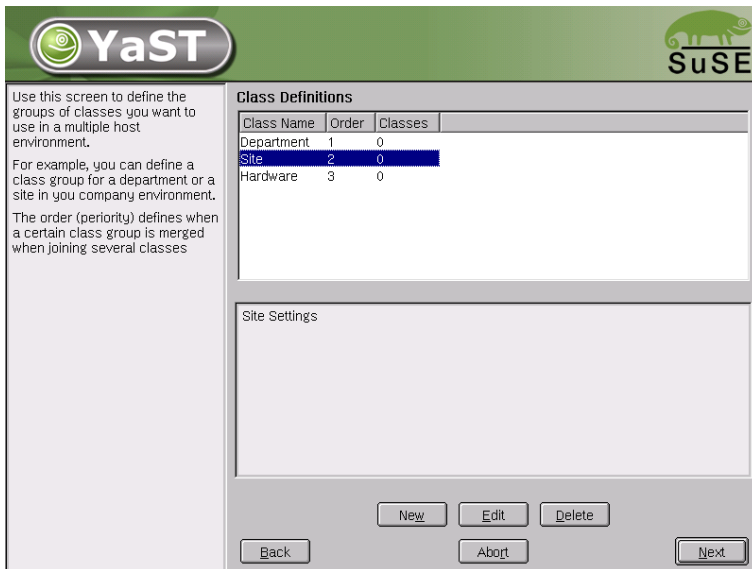 YaST
SuSE
Use this screen to define the
groups of classes you want to
use in a multiple host
environment.
For example, you can define a
class group for a department or a
site in you company environment.
The order (periority) defines when
a certain class group is merged
when joining several classes
Class Definitions
Class Name Order Classes
Department 1 0
Site 2 0
Hardware 3 0
Site Settings
New Edit Delete
Back Abort Next